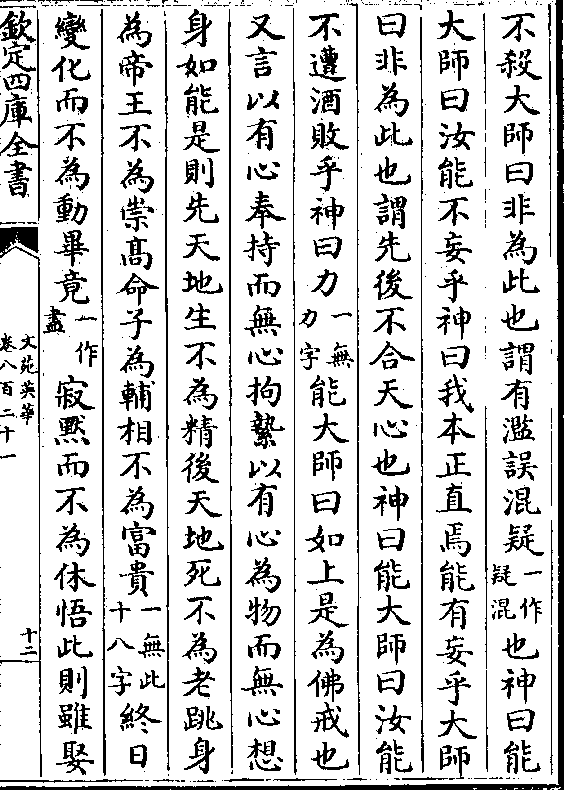 不殺大師曰非為此也謂有濫誤混疑一作疑混也神曰能
大師曰汝能不妄乎神曰我本正直焉能有妄乎大師
曰非為此也謂先後不合天心也神曰能大師曰汝能
不遭酒敗乎神曰力一無力字能大師曰如上是為佛戒也
又言以有心奉持而無心拘縶以有心為物而無心想
身如能是則先天地生不為精後天地死不為老跳身
為帝王不為崇髙命子為輔相不為富貴一無此十八字終日
變化而不為動畢竟一作盡寂黙而不為休悟此則雖娶
欽定四庫全書
文苑英華
卷八百二十一
十二